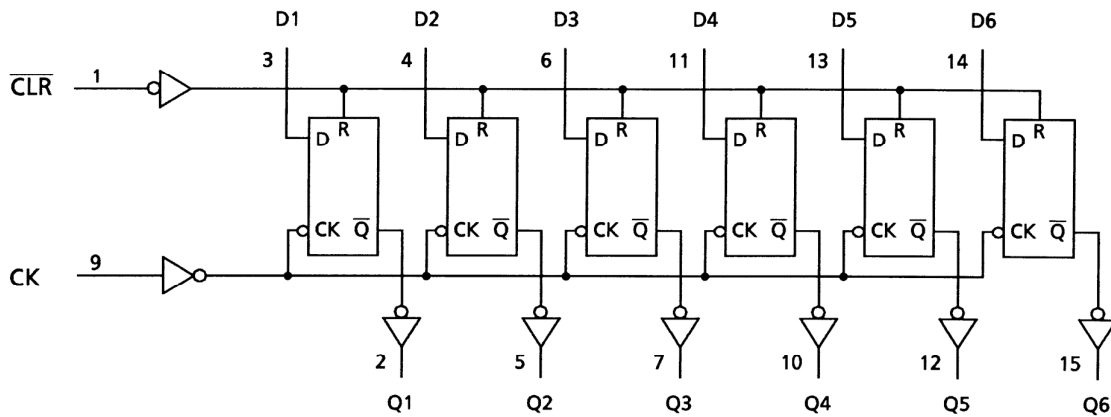 D1 D2 D3 D4 D5 D6
3 4 6 11 13 14
C̅L̅R̅ 1
R R R R R R
D D D D D D
CK Q̅ CK Q̅ CK Q̅ CK Q̅ CK Q̅ CK Q̅
CK 9
2 5 7 10 12 15
Q1 Q2 Q3 Q4 Q5 Q6